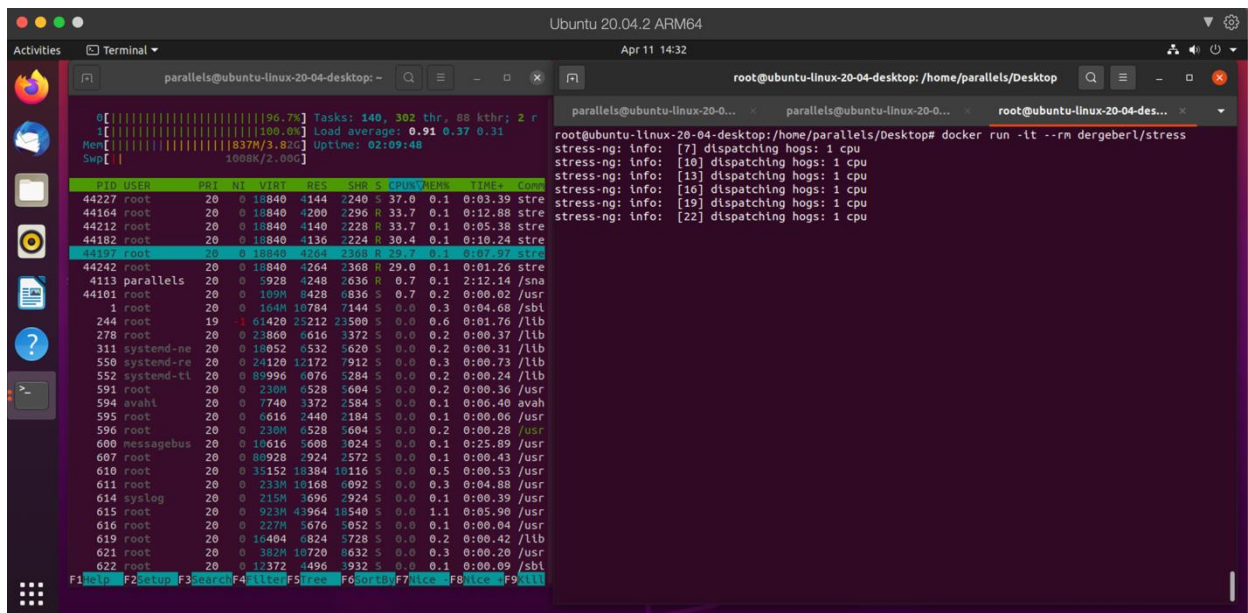 Ubuntu 20.04.2 ARM64
Activities Terminal Apr 11 14:32
parallels@ubuntu-linux-20-04-desktop: ~
0[||||||||||||||||||||||||96.7%] Tasks: 140, 302 thr, 88 kthr; 2 r
1[||||||||||||||||||||||||100.0%] Load average: 0.91 0.37 0.31
Mem[||||||||||||||||||837M/3.82G] Uptime: 02:09:48
Swp[|| 1008K/2.00G]
PID USER PRI NI VIRT RES SHR S CPU%▽MEM% TIME+ Comm
44227 root 20 0 18840 4144 2240 S 37.0 0.1 0:03.39 stre
44164 root 20 0 18840 4200 2296 R 33.7 0.1 0:12.88 stre
44212 root 20 0 18840 4140 2228 R 33.7 0.1 0:05.38 stre
44182 root 20 0 18840 4136 2224 R 30.4 0.1 0:10.24 stre
44197 root 20 0 18840 4264 2368 R 29.7 0.1 0:07.97 stre
44242 root 20 0 18840 4264 2368 R 29.0 0.1 0:01.26 stre
4113 parallels 20 0 5928 4248 2636 R 0.7 0.1 2:12.14 /sna
44101 root 20 0 109M 8428 6836 S 0.7 0.2 0:00.02 /usr
1 root 20 0 164M 10784 7144 S 0.0 0.3 0:04.68 /sbi
244 root 19 -1 61420 25212 23500 S 0.0 0.6 0:01.76 /lib
278 root 20 0 23860 6616 3372 S 0.0 0.2 0:00.37 /lib
311 systemd-ne 20 0 18052 6532 5620 S 0.0 0.2 0:00.31 /lib
550 systemd-re 20 0 24120 12172 7912 S 0.0 0.3 0:00.73 /lib
552 systemd-ti 20 0 89996 6076 5284 S 0.0 0.2 0:00.24 /lib
591 root 20 0 230M 6528 5604 S 0.0 0.2 0:00.36 /usr
594 avahi 20 0 7740 3372 2584 S 0.0 0.1 0:06.40 avah
595 root 20 0 6616 2440 2184 S 0.0 0.1 0:00.06 /usr
596 root 20 0 230M 6528 5604 S 0.0 0.2 0:00.28 /usr
600 messagebus 20 0 10616 5608 3024 S 0.0 0.1 0:25.89 /usr
607 root 20 0 80928 2924 2572 S 0.0 0.1 0:00.43 /usr
610 root 20 0 35152 18384 10116 S 0.0 0.5 0:00.53 /usr
611 root 20 0 233M 10168 6092 S 0.0 0.3 0:04.88 /usr
614 syslog 20 0 215M 3696 2924 S 0.0 0.1 0:00.39 /usr
615 root 20 0 923M 43964 18540 S 0.0 1.1 0:05.90 /usr
616 root 20 0 227M 5676 5052 S 0.0 0.1 0:00.04 /usr
619 root 20 0 16404 6824 5728 S 0.0 0.2 0:00.42 /lib
621 root 20 0 382M 10720 8632 S 0.0 0.3 0:00.20 /usr
622 root 20 0 12372 4496 3932 S 0.0 0.1 0:00.09 /sbi
F1Help F2Setup F3SearchF4FilterF5Tree F6SortByF7Nice -F8Nice +F9Kill
root@ubuntu-linux-20-04-desktop: /home/parallels/Desktop
parallels@ubuntu-linux-20-0... parallels@ubuntu-linux-20-0... root@ubuntu-linux-20-04-des...
root@ubuntu-linux-20-04-desktop:/home/parallels/Desktop# docker run -it --rm dergeberl/stress
stress-ng: info: [7] dispatching hogs: 1 cpu
stress-ng: info: [10] dispatching hogs: 1 cpu
stress-ng: info: [13] dispatching hogs: 1 cpu
stress-ng: info: [16] dispatching hogs: 1 cpu
stress-ng: info: [19] dispatching hogs: 1 cpu
stress-ng: info: [22] dispatching hogs: 1 cpu